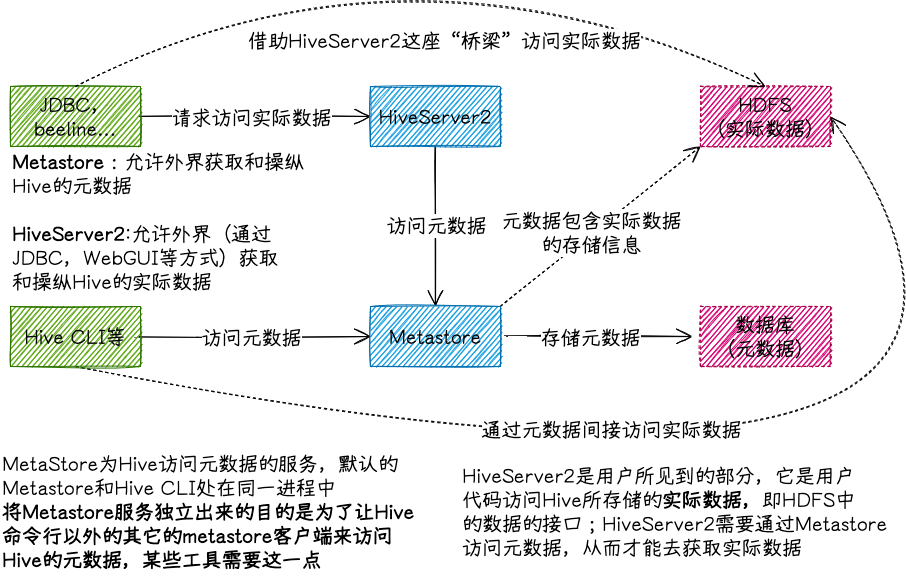 借助HiveServer2这座“桥梁”访问实际数据
JDBC，
beeline...
请求访问实际数据
HiveServer2
HDFS
（实际数据）
Metastore：允许外界获取和操纵
Hive的元数据
访问元数据
元数据包含实际数据
的存储信息
HiveServer2:允许外界（通过
JDBC，WebGUI等方式）获取
和操纵Hive的实际数据
Hive CLI等
访问元数据
Metastore
存储元数据
数据库
（元数据）
通过元数据间接访问实际数据
MetaStore为Hive访问元数据的服务，默认的
Metastore和Hive CLI处在同一进程中
将Metastore服务独立出来的目的是为了让Hive
命令行以外的其它的metastore客户端来访问
Hive的元数据，某些工具需要这一点
HiveServer2是用户所见到的部分，它是用户
代码访问Hive所存储的实际数据，即HDFS中
的数据的接口；HiveServer2需要通过Metastore
访问元数据，从而才能去获取实际数据